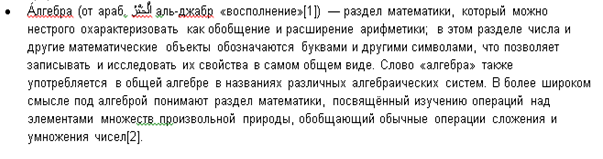 • Алгебра (от араб. اَلْجَبْرُ аль-джабр «восполнение»[1]) — раздел математики, который можно
нестрого охарактеризовать как обобщение и расширение арифметики; в этом разделе числа и
другие математические объекты обозначаются буквами и другими символами, что позволяет
записывать и исследовать их свойства в самом общем виде. Слово «алгебра» также
употребляется в общей алгебре в названиях различных алгебраических систем. В более широком
смысле под алгеброй понимают раздел математики, посвящённый изучению операций над
элементами множеств произвольной природы, обобщающий обычные операции сложения и
умножения чисел[2].